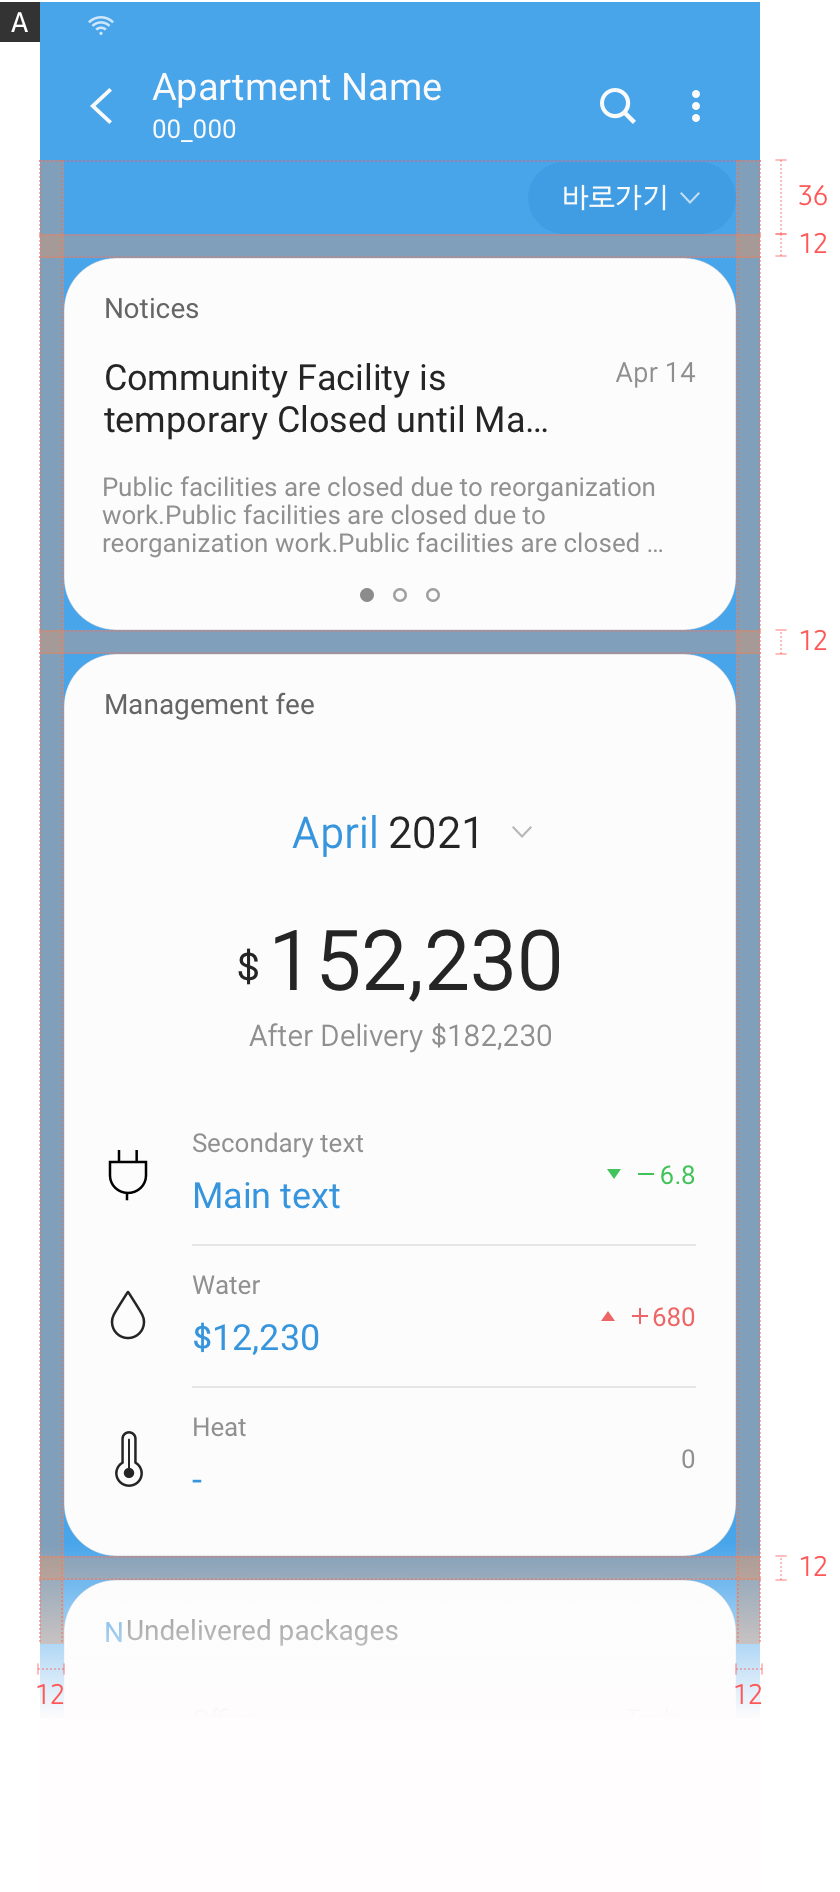 A
Apartment Name
00_000
바로가기
36
12
Notices
Community Facility is
temporary Closed until Ma...
Apr 14
Public facilities are closed due to reorganization
work.Public facilities are closed due to
reorganization work.Public facilities are closed ...
12
Management fee
April 2021
$ 152,230
After Delivery $182,230
Secondary text
Main text
−6.8
Water
$12,230
+680
Heat
-
0
12
N Undelivered packages
12
12